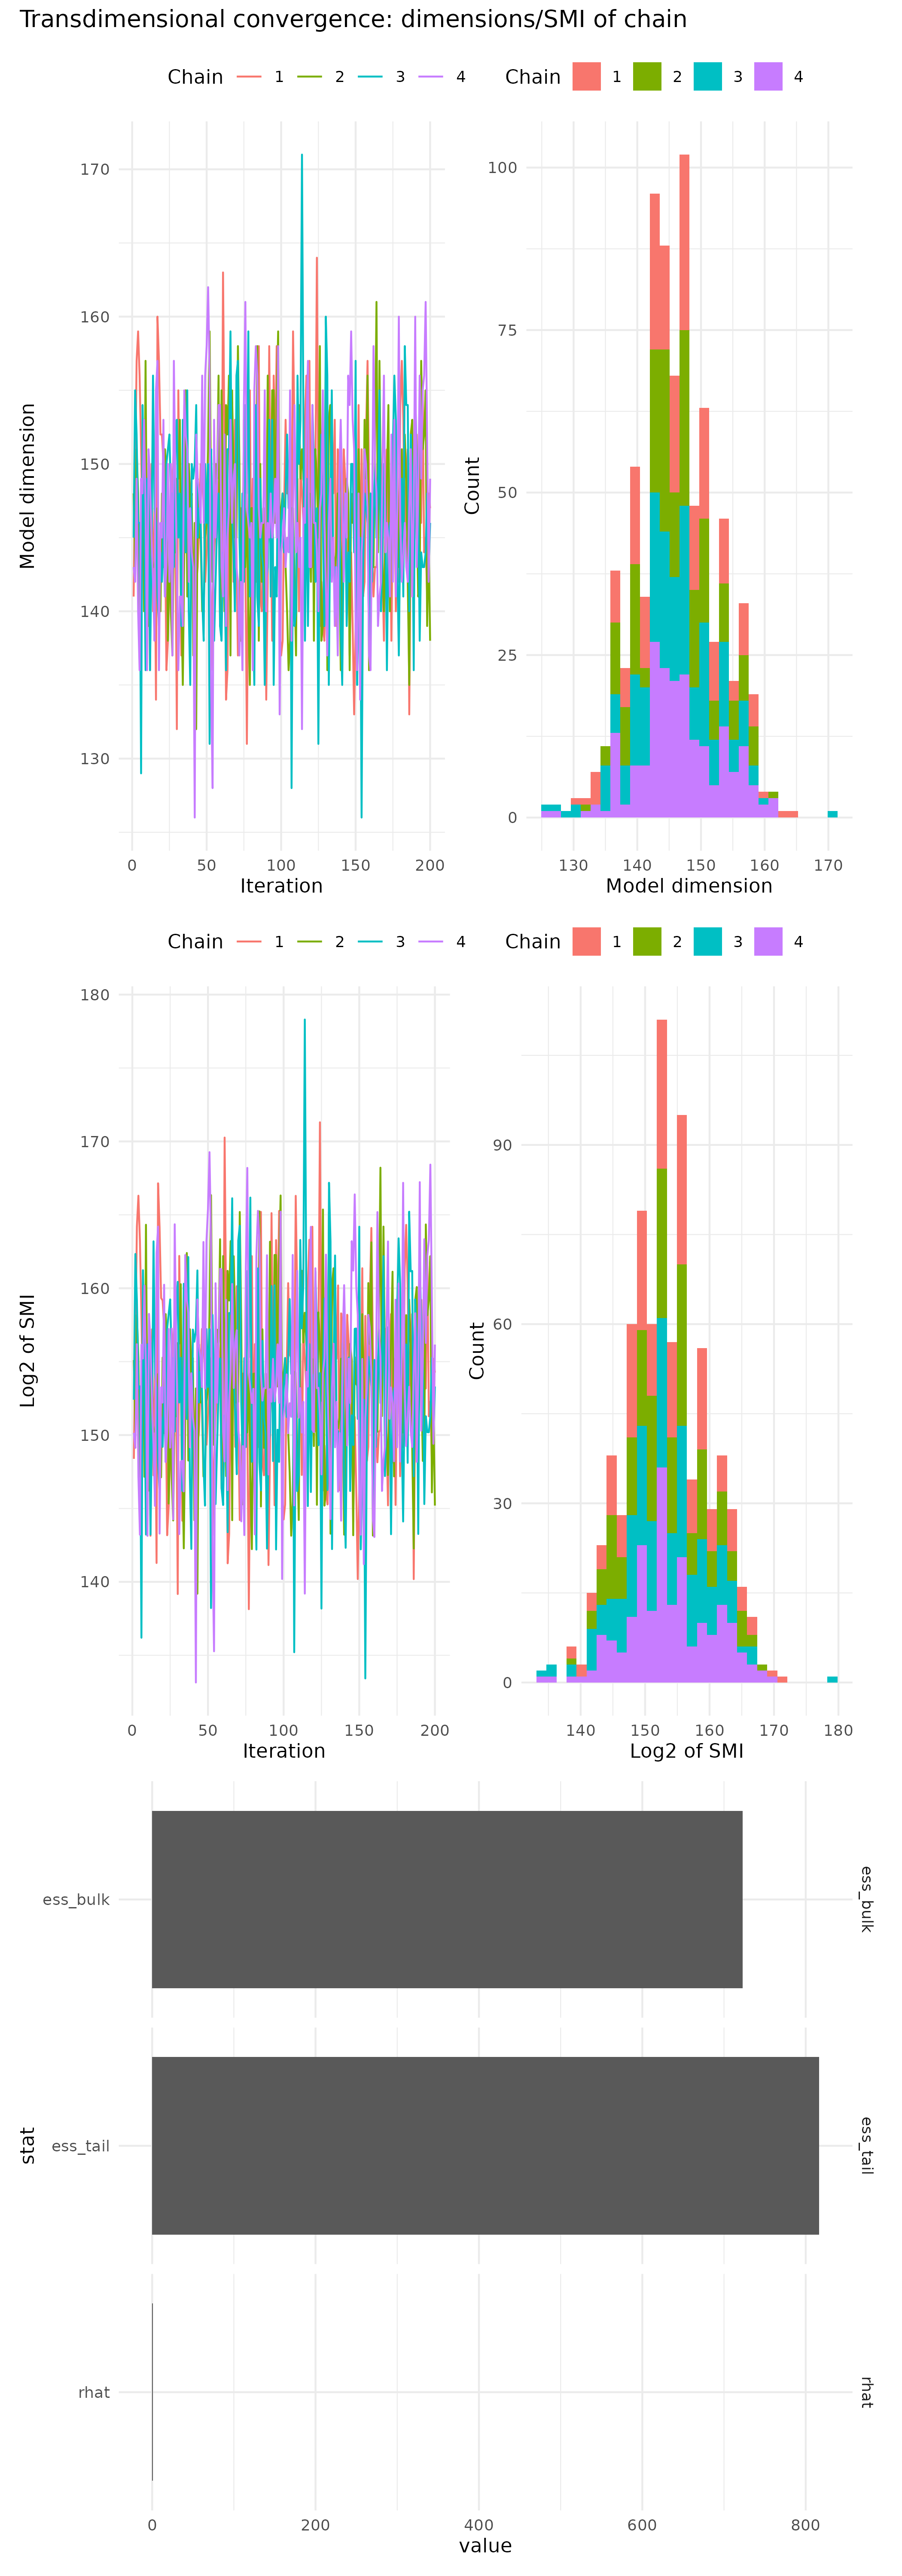 Transdimensional convergence: dimensions/SMI of chain
Chain 1 2 3 4
Chain 1 2 3 4
Model dimension
170
160
150
140
130
0 50 100 150 200
Iteration
Count
100
75
50
25
0
130 140 150 160 170
Model dimension
Chain 1 2 3 4
Chain 1 2 3 4
Log2 of SMI
180
170
160
150
140
0 50 100 150 200
Iteration
Count
90
60
30
0
140 150 160 170 180
Log2 of SMI
stat
ess_bulk
ess_bulk
ess_tail
ess_tail
rhat
rhat
0 200 400 600 800
value